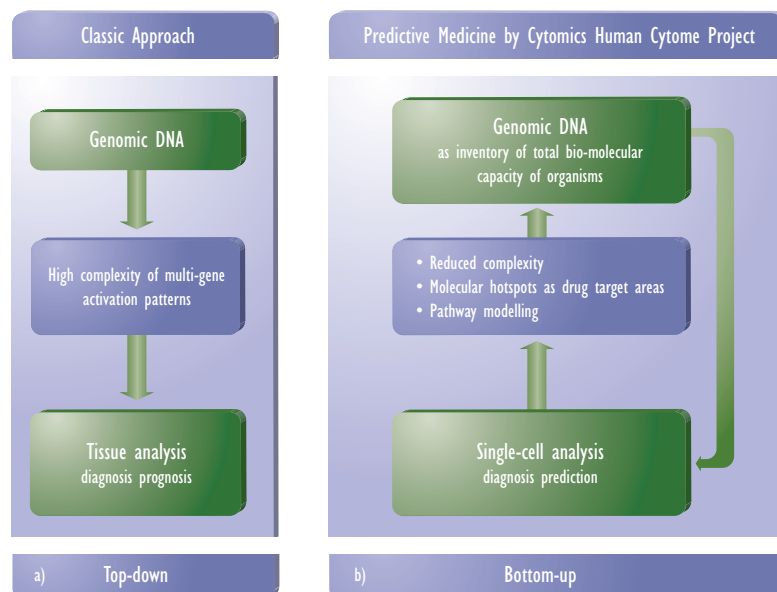 Classic Approach
Genomic DNA
High complexity of multi-gene
activation patterns
Tissue analysis
diagnosis prognosis
a) Top-down
Predictive Medicine by Cytomics Human Cytome Project
Genomic DNA
as inventory of total bio-molecular
capacity of organisms
• Reduced complexity
• Molecular hotspots as drug target areas
• Pathway modelling
Single-cell analysis
diagnosis prediction
b) Bottom-up